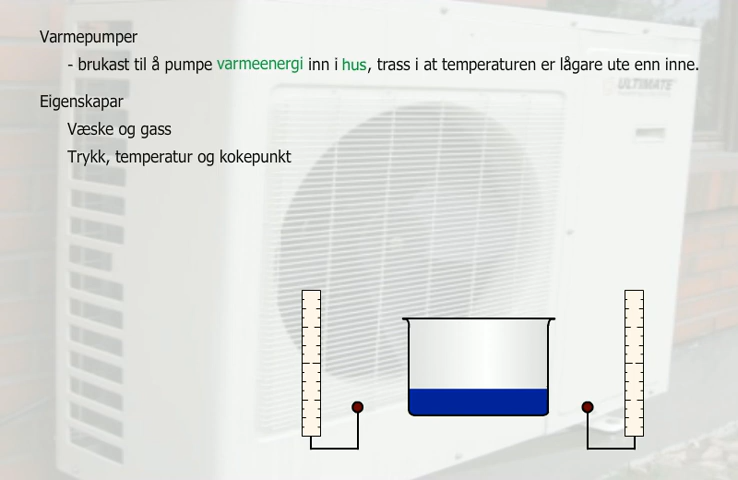 Varmepumper
- brukast til å pumpe varmeenergi inn i hus, trass i at temperaturen er lågare ute enn inne.
ULTIMATE
Eigenskapar
Væske og gass
Trykk, temperatur og kokepunkt